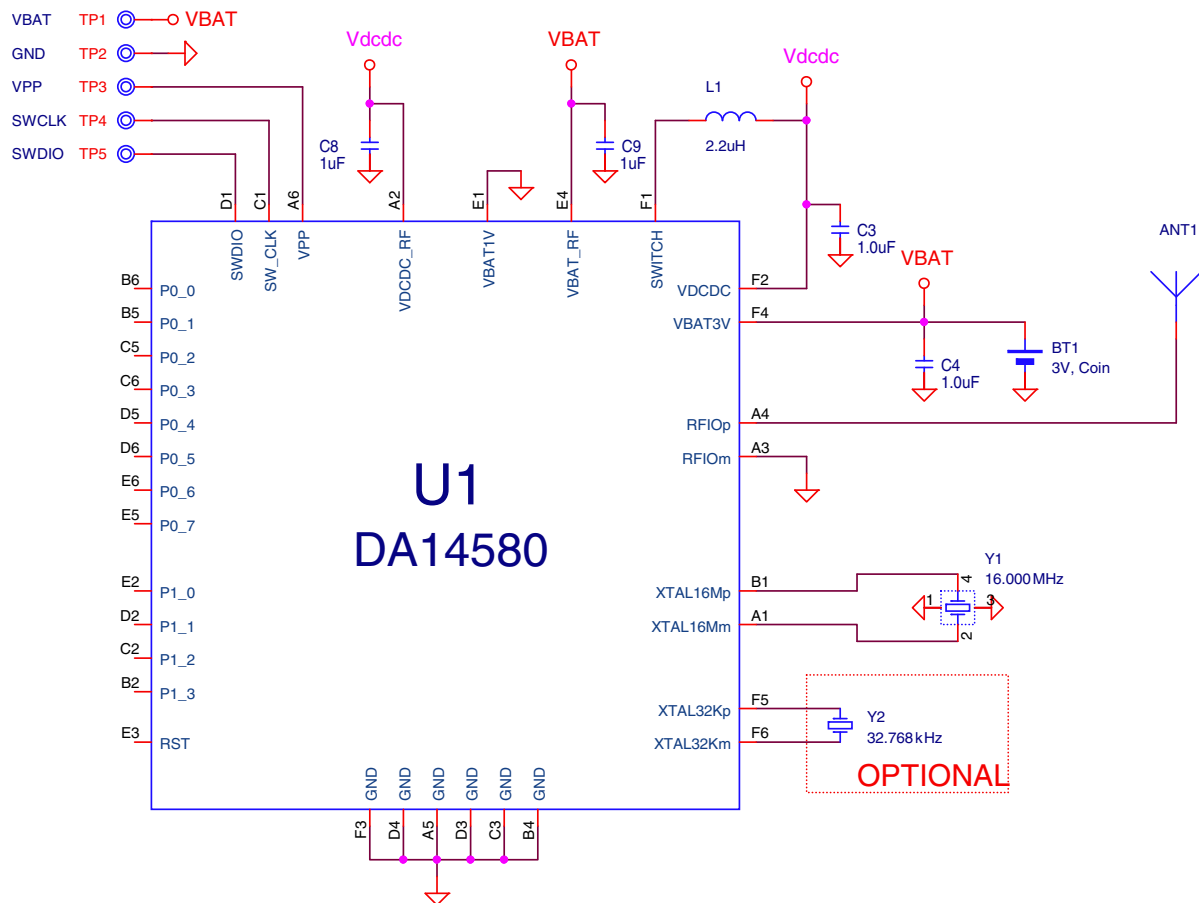 VBAT TP1 VBAT
GND TP2
VPP TP3
SWCLK TP4
SWDIO TP5
Vdcdc
C8
1uF
VBAT
C9
1uF
L1
2.2uH
Vdcdc
C3
1.0uF
VBAT
C4
1.0uF
BT1
3V, Coin
ANT1
D1 SWDIO
C1 SW_CLK
A6 VPP
A2 VDCDC_RF
E1 VBAT1V
E4 VBAT_RF
F1 SWITCH
B6 P0_0
B5 P0_1
C5 P0_2
C6 P0_3
D5 P0_4
D6 P0_5
E6 P0_6
E5 P0_7
E2 P1_0
D2 P1_1
C2 P1_2
B2 P1_3
E3 RST
U1
DA14580
VDCDC F2
VBAT3V F4
RFIOp A4
RFIOm A3
XTAL16Mp B1
XTAL16Mm A1
XTAL32Kp F5
XTAL32Km F6
Y1
16.000MHz
4
1 3
2
Y2
32.768kHz
OPTIONAL
GND GND GND GND GND GND
F3 D4 A5 D3 C3 B4